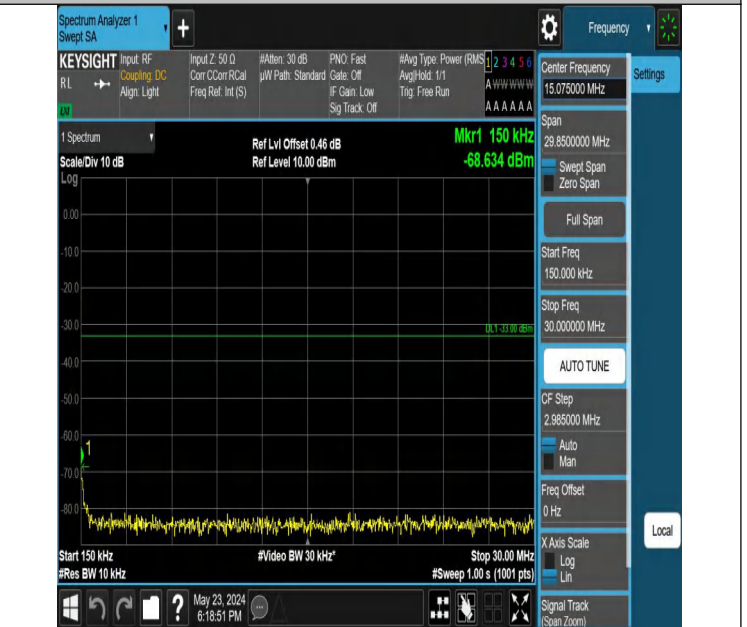 Spectrum Analyzer 1
Swept SA
+
Frequency
KEYSIGHT
RL
Input: RF
Coupling: DC
Align: Light
Input Z: 50 Ω
Corr CCorr RCal
Freq Ref: Int (S)
#Atten: 30 dB
µW Path: Standard
PNO: Fast
Gate: Off
IF Gain: Low
Sig Track: Off
#Avg Type: Power (RMS
Avg|Hold: 1/1
Trig: Free Run
1 2 3 4 5 6
A W W W W W
A A A A A A
1 Spectrum
Scale/Div 10 dB
Log
Ref Lvl Offset 0.46 dB
Ref Level 10.00 dBm
Mkr1 150 kHz
-68.634 dBm
0.00
-10.0
-20.0
-30.0
DL1 -33.00 dBm
-40.0
-50.0
-60.0
1
-70.0
-80.0
Start 150 kHz
#Res BW 10 kHz
#Video BW 30 kHz*
Stop 30.00 MHz
#Sweep 1.00 s (1001 pts)
?
May 23, 2024
6:18:51 PM
Center Frequency
15.075000 MHz
Settings
Span
29.8500000 MHz
Swept Span
Zero Span
Full Span
Start Freq
150.000 kHz
Stop Freq
30.000000 MHz
AUTO TUNE
CF Step
2.985000 MHz
Auto
Man
Freq Offset
0 Hz
Local
X Axis Scale
Log
Lin
Signal Track
(Span Zoom)